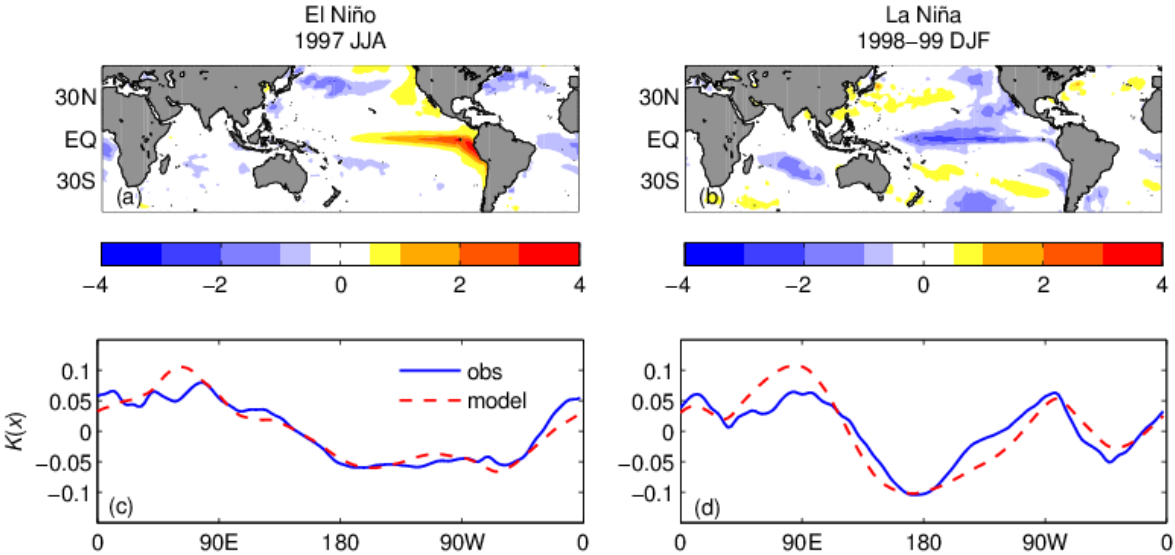 El Niño
1997 JJA
La Niña
1998−99 DJF
30N
EQ
30S
(a)
30N
EQ
30S
(b)
−4 −2 0 2 4
−4 −2 0 2 4
0.1
0.05
0
−0.05
−0.1
K(x)
obs
model
(c)
0 90E 180 90W 0
0.1
0.05
0
−0.05
−0.1
(d)
0 90E 180 90W 0